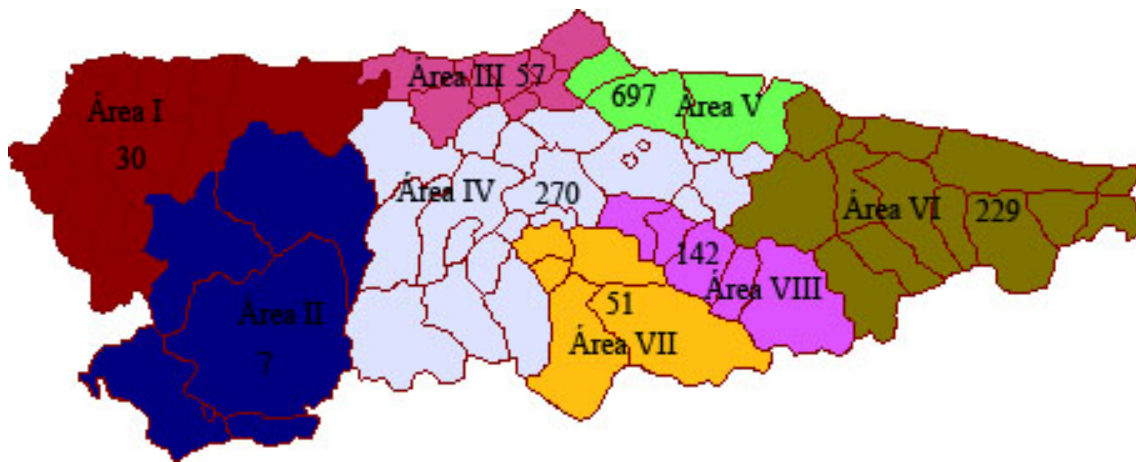 Área I
30
Área II
7
Área III 57
Área IV
270
697 Área V
Área VI 229
142
Área VIII
51
Área VII